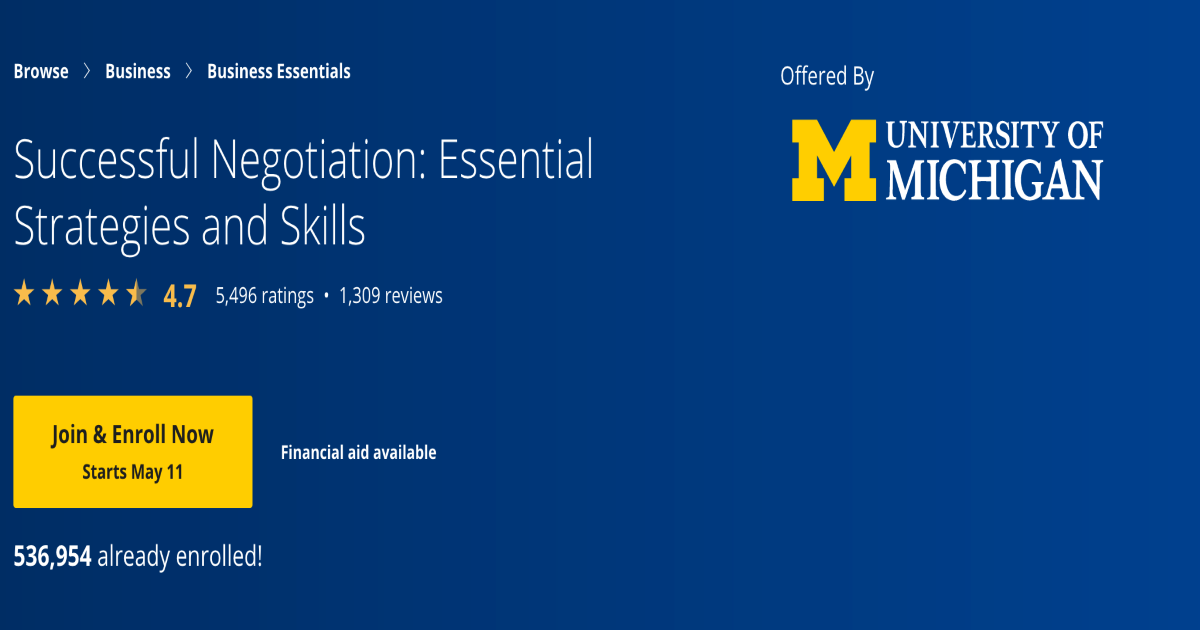 Browse > Business > Business Essentials
Successful Negotiation: Essential
Strategies and Skills
4.7 5,496 ratings • 1,309 reviews
Join & Enroll Now
Starts May 11
Financial aid available
536,954 already enrolled!
Offered By
M UNIVERSITY OF
MICHIGAN